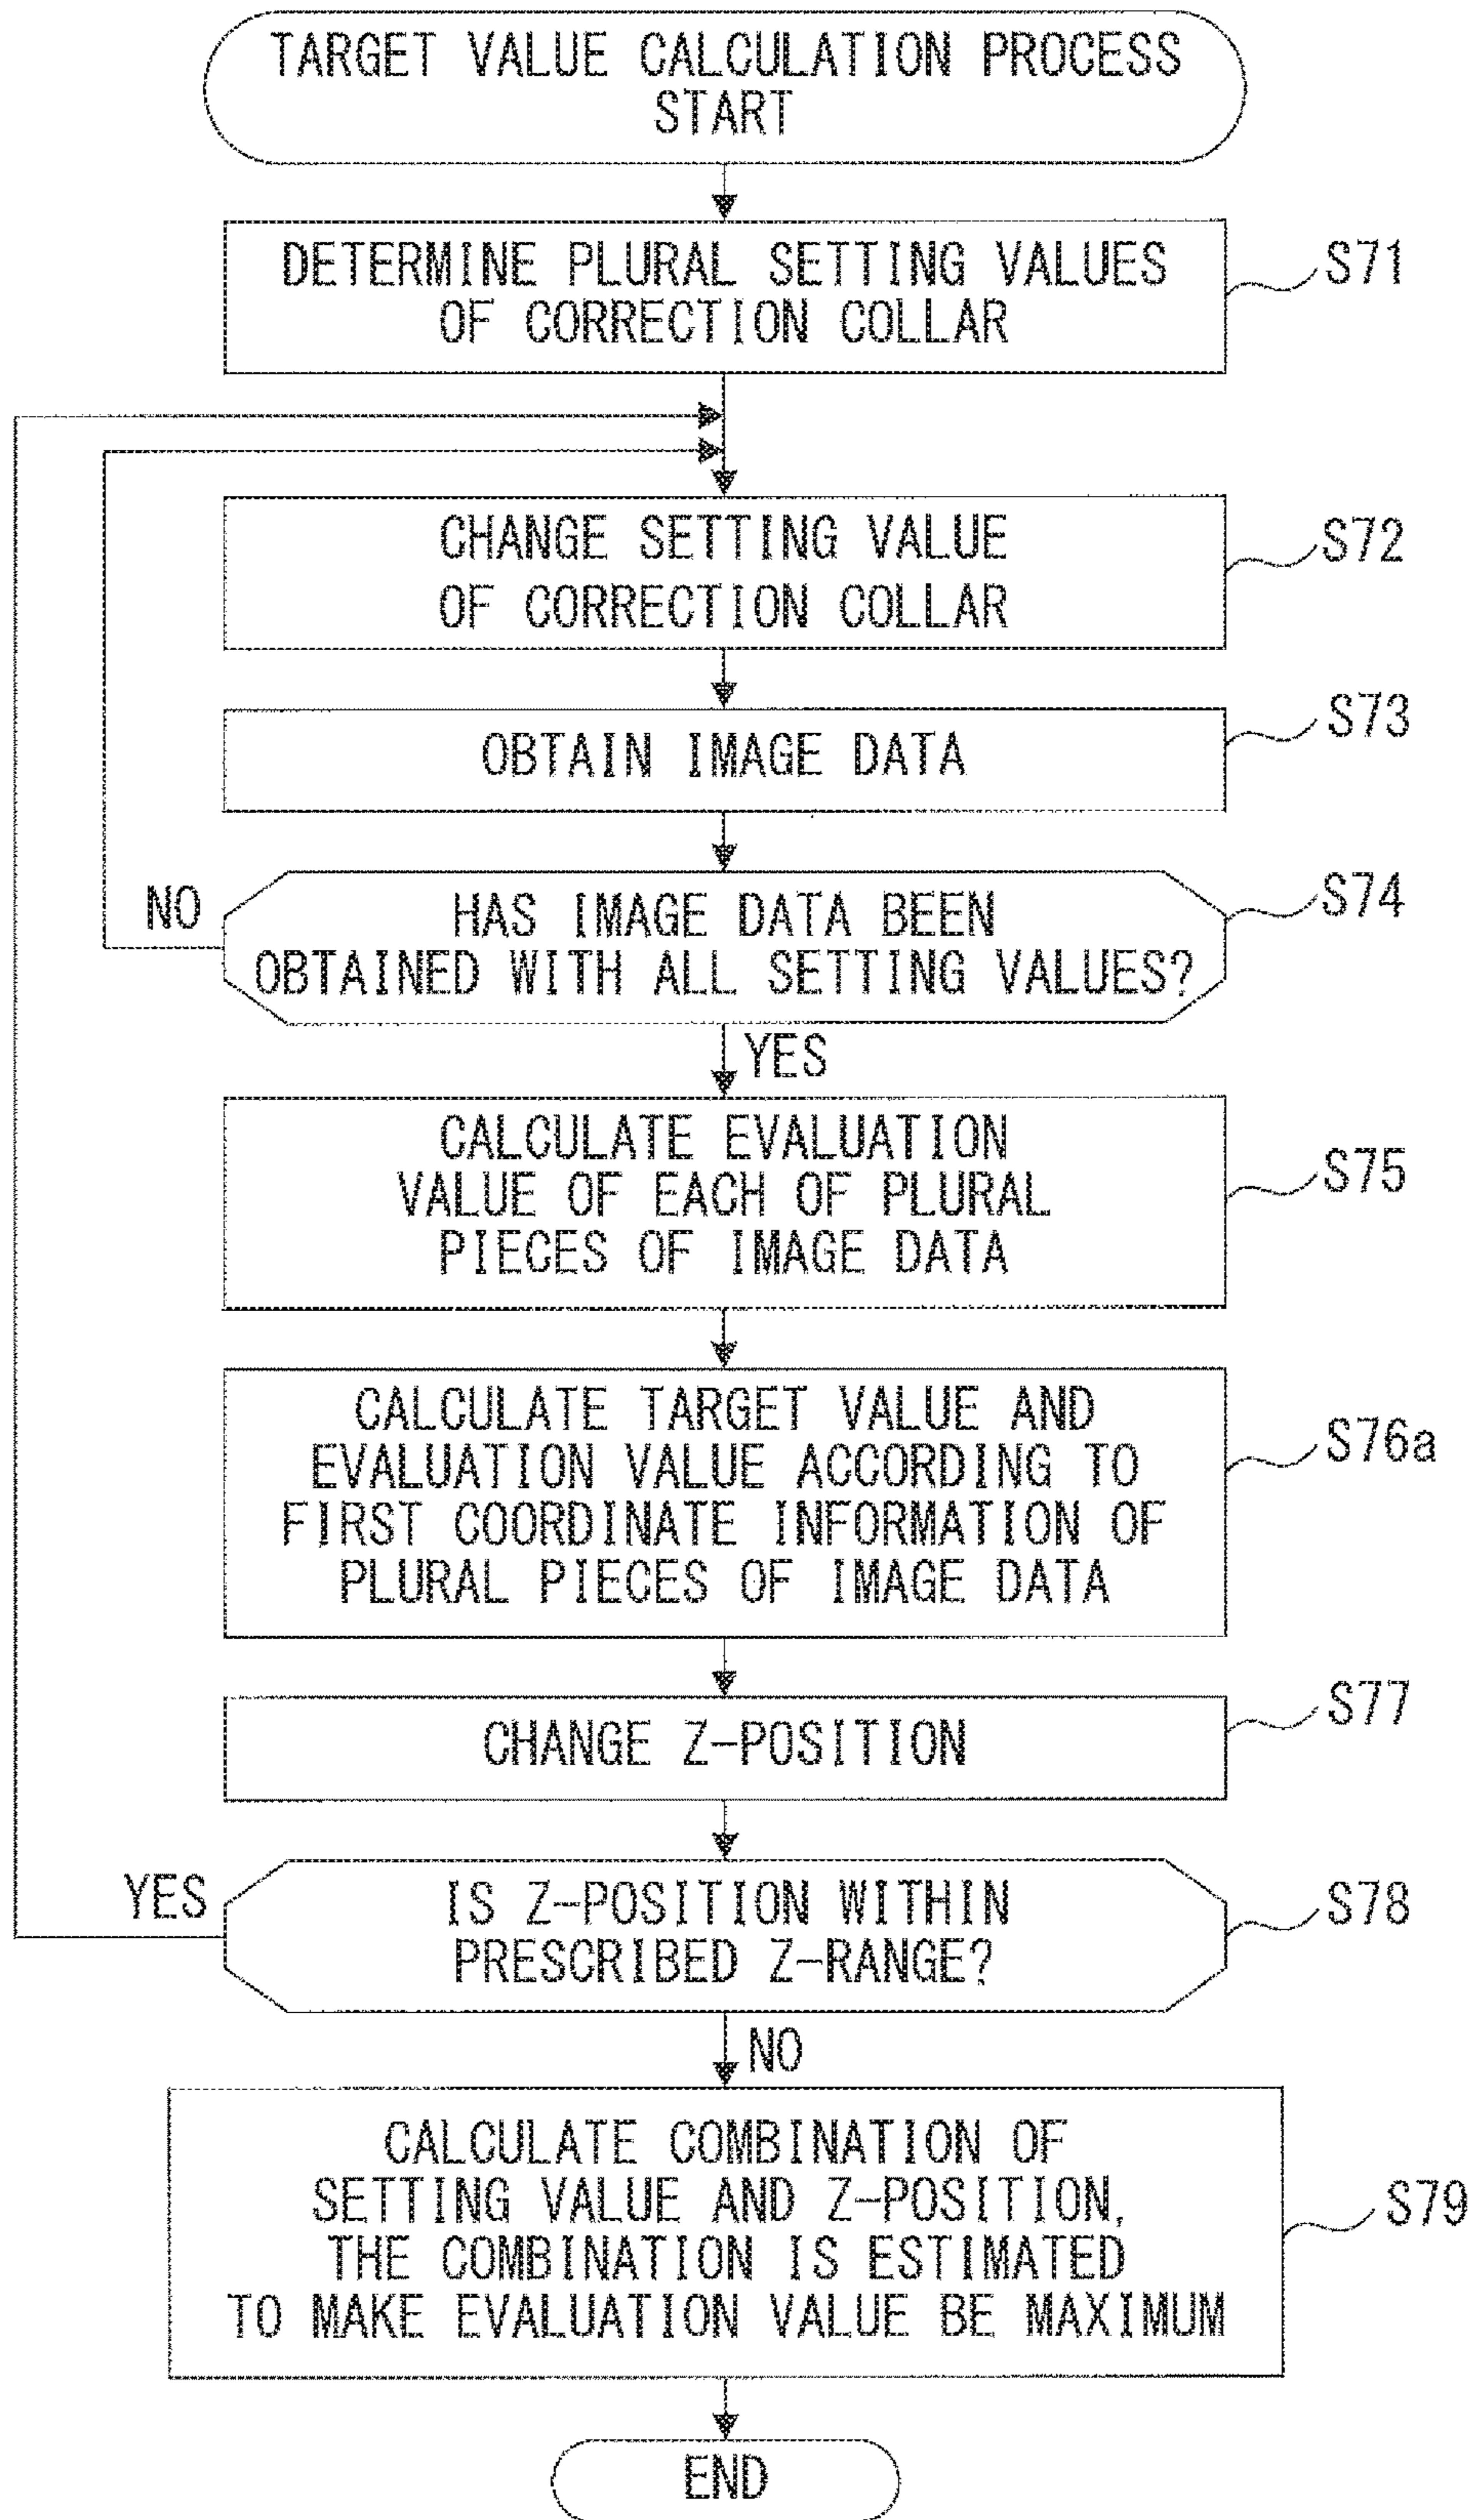 TARGET VALUE CALCULATION PROCESS
START
DETERMINE PLURAL SETTING VALUES
OF CORRECTION COLLAR
S71
CHANGE SETTING VALUE
OF CORRECTION COLLAR
S72
OBTAIN IMAGE DATA
S73
HAS IMAGE DATA BEEN
OBTAINED WITH ALL SETTING VALUES?
S74
NO
YES
CALCULATE EVALUATION
VALUE OF EACH OF PLURAL
PIECES OF IMAGE DATA
S75
CALCULATE TARGET VALUE AND
EVALUATION VALUE ACCORDING TO
FIRST COORDINATE INFORMATION OF
PLURAL PIECES OF IMAGE DATA
S76a
CHANGE Z-POSITION
S77
IS Z-POSITION WITHIN
PRESCRIBED Z-RANGE?
S78
YES
NO
CALCULATE COMBINATION OF
SETTING VALUE AND Z-POSITION,
THE COMBINATION IS ESTIMATED
TO MAKE EVALUATION VALUE BE MAXIMUM
S79
END